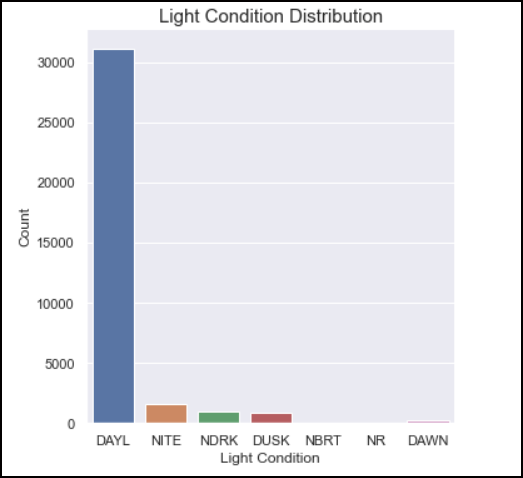 Light Condition Distribution
30000
25000
20000
15000
10000
5000
0
Count
DAYL NITE NDRK DUSK NBRT NR DAWN
Light Condition